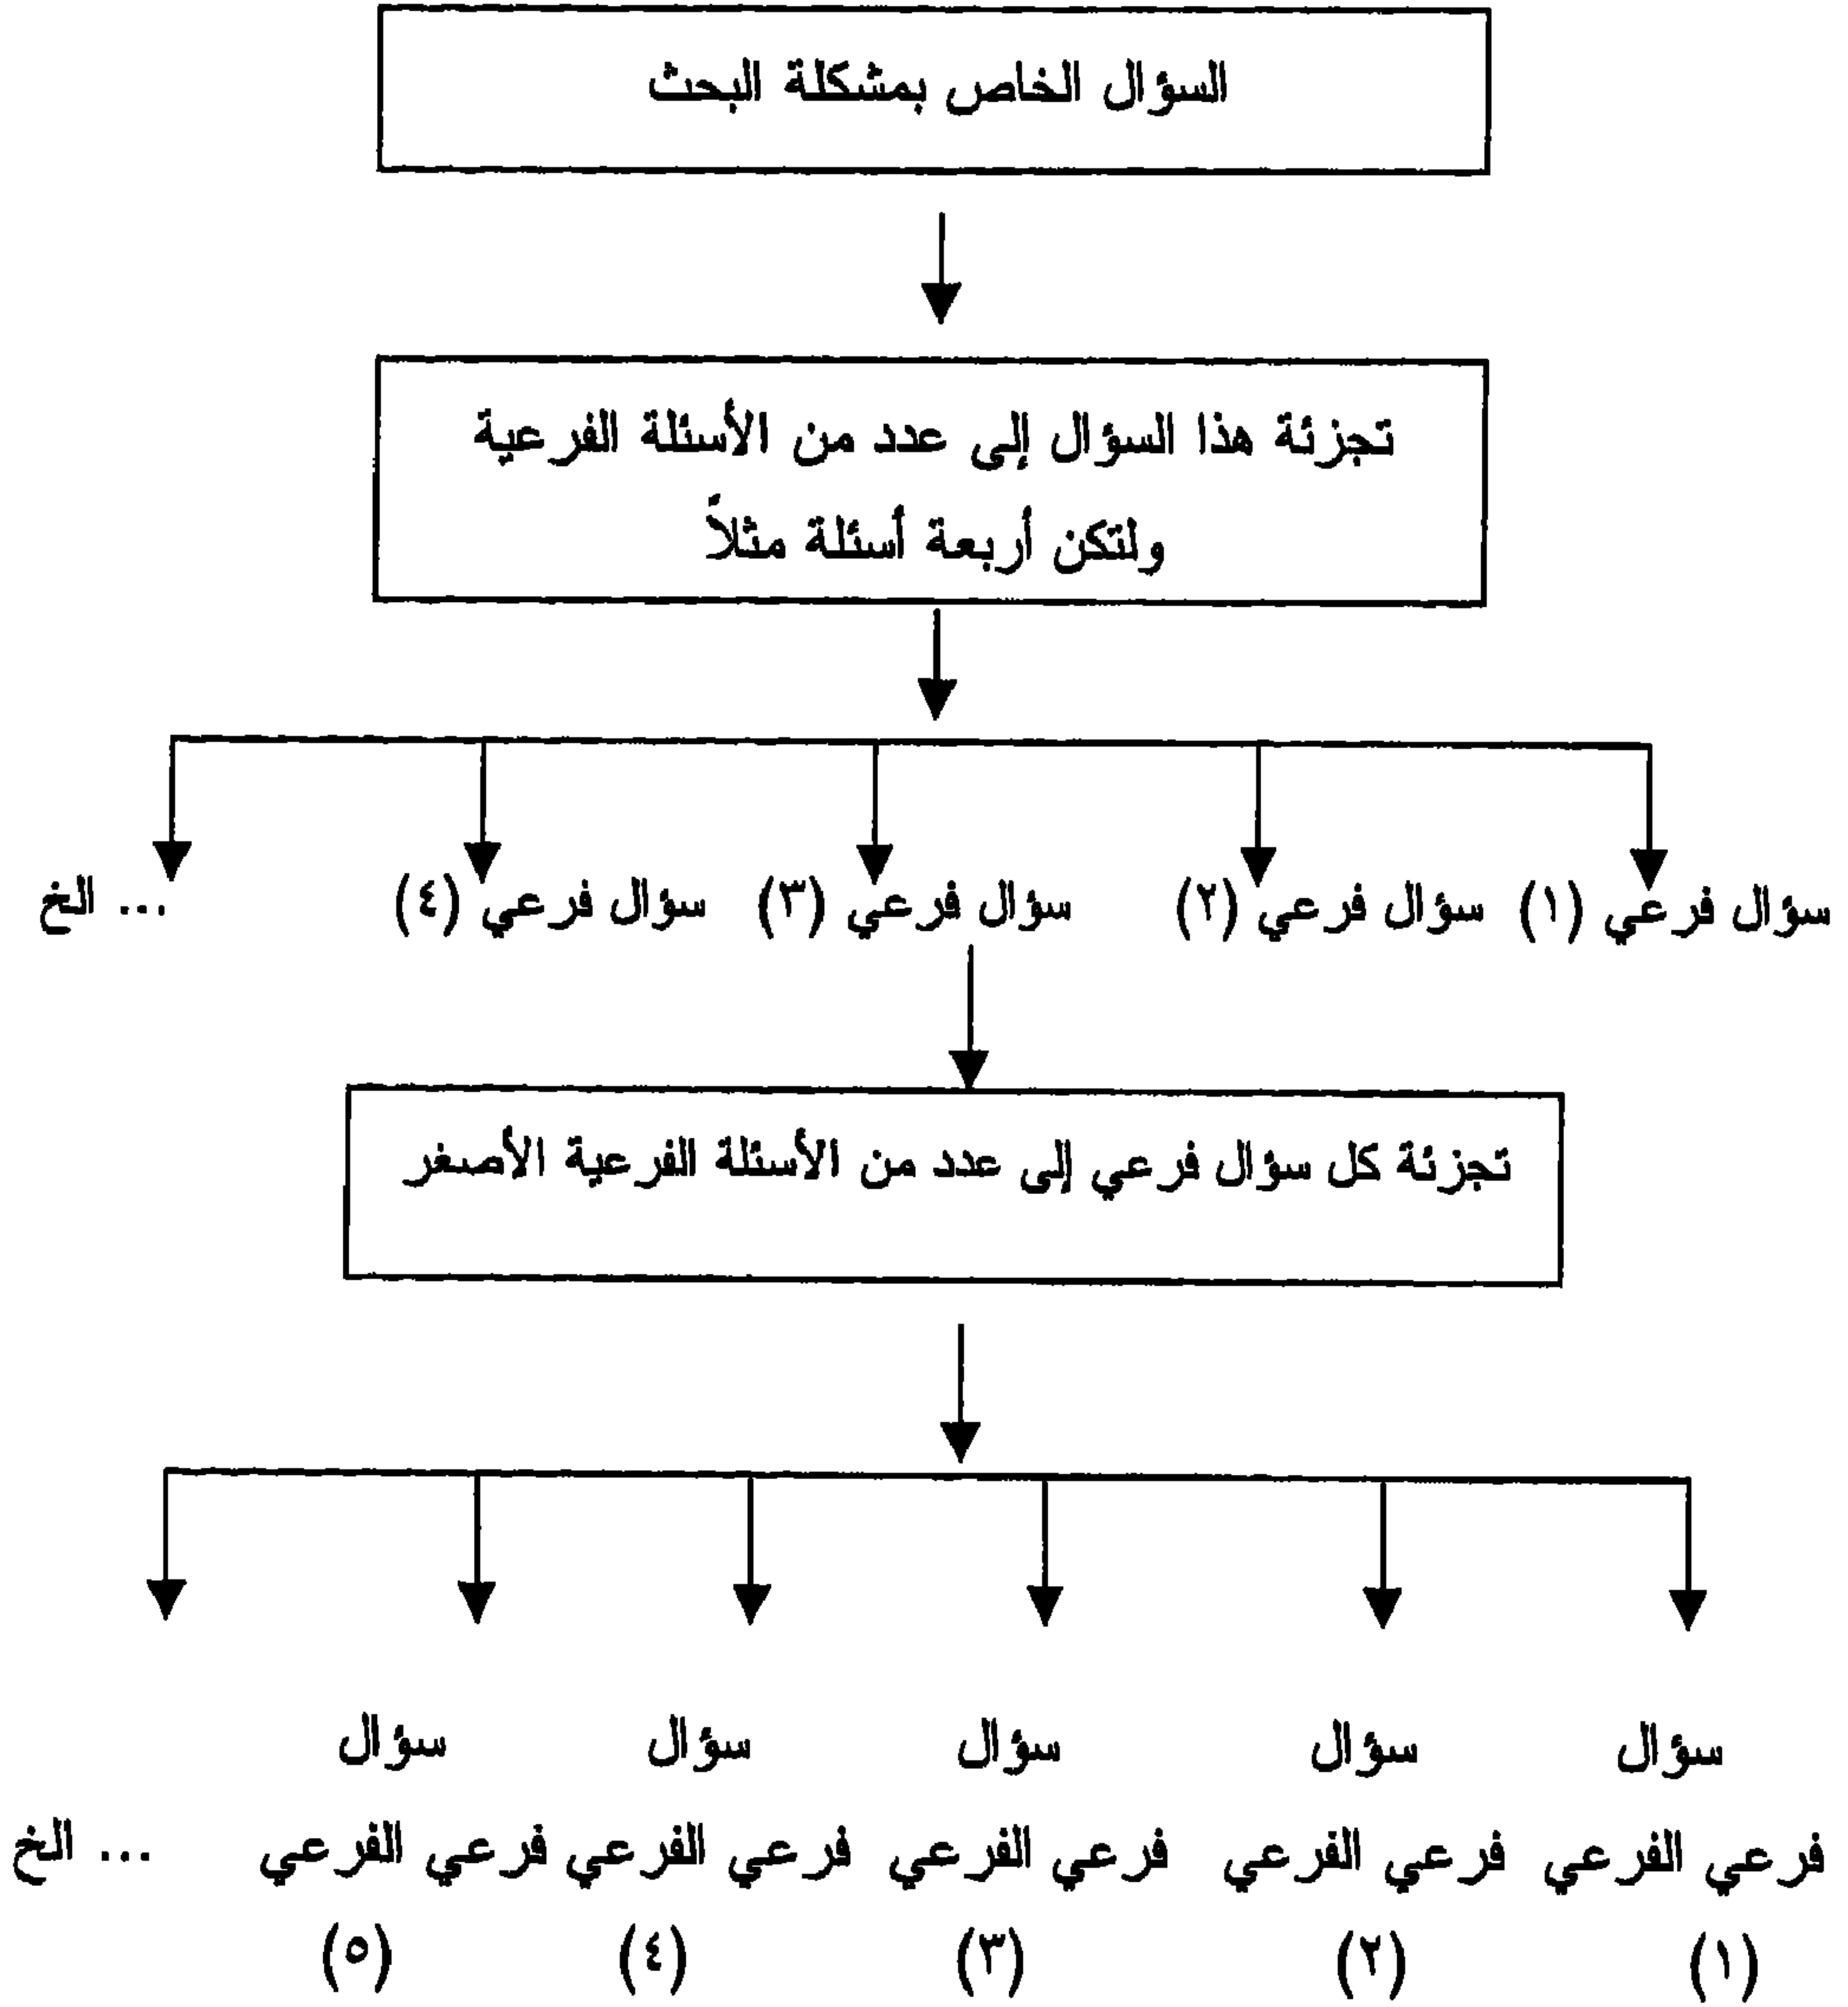 السؤال الخاص بمشكلة البحث
تجزئة هذا السؤال إلى عدد من الأسئلة الفرعية
ولتكن أربعة أسئلة مثلاً
سؤال فرعي (١) سؤال فرعي (٢) سؤال فرعي (٣) سؤال فرعي (٤) ... الخ
تجزئة كل سؤال فرعي إلى عدد من الأسئلة الفرعية الأصغر
سؤال سؤال سؤال سؤال سؤال
فرعي الفرعي فرعي الفرعي فرعي الفرعي فرعي الفرعي فرعي الفرعي ... الخ
(١) (٢) (٣) (٤) (٥)